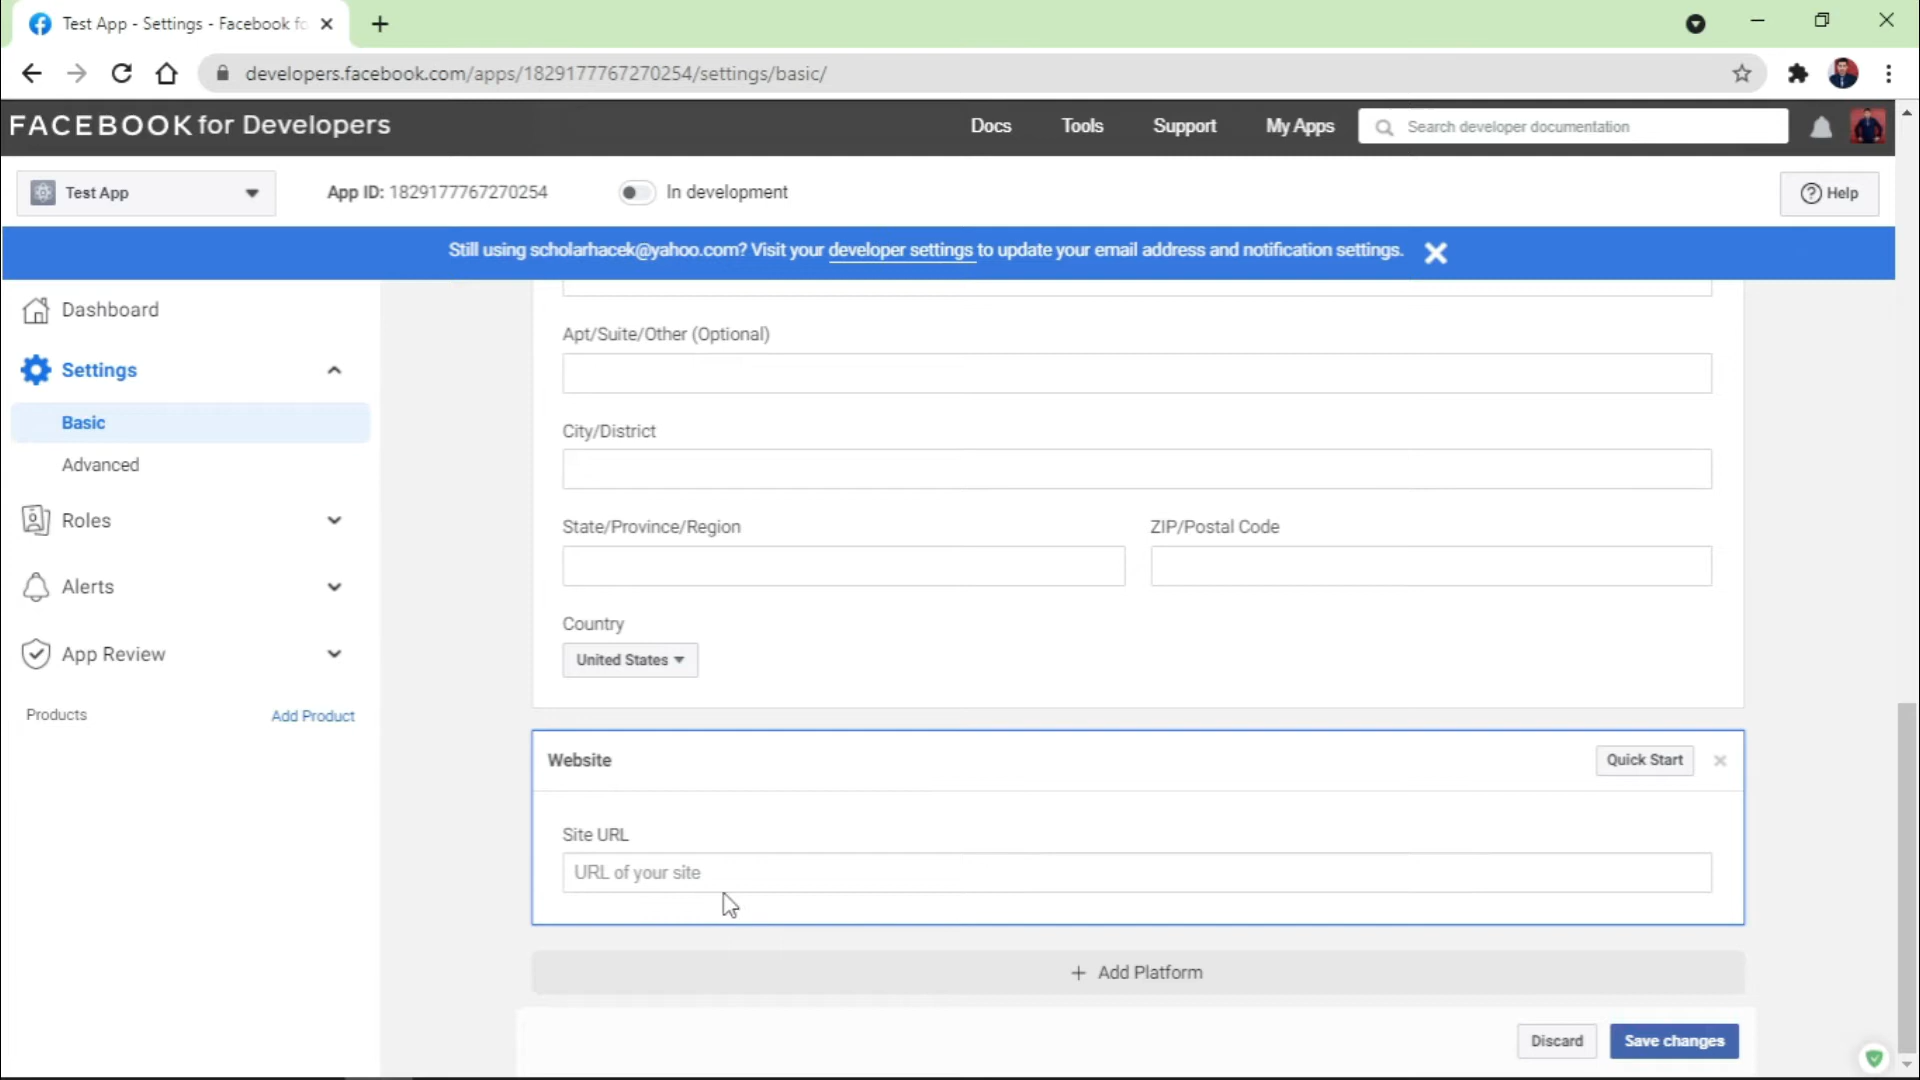 Test App - Settings - Facebook fo
developers.facebook.com/apps/1829177767270254/settings/basic/
FACEBOOK for Developers
Docs
Tools
Support
My Apps
Search developer documentation
Test App
App ID: 1829177767270254
In development
Help
Still using scholarhacek@yahoo.com? Visit your developer settings to update your email address and notification settings.
Dashboard
Settings
Basic
Advanced
Roles
Alerts
App Review
Products
Add Product
Apt/Suite/Other (Optional)
City/District
State/Province/Region
ZIP/Postal Code
Country
United States
Website
Quick Start
Site URL
URL of your site
+ Add Platform
Discard
Save changes